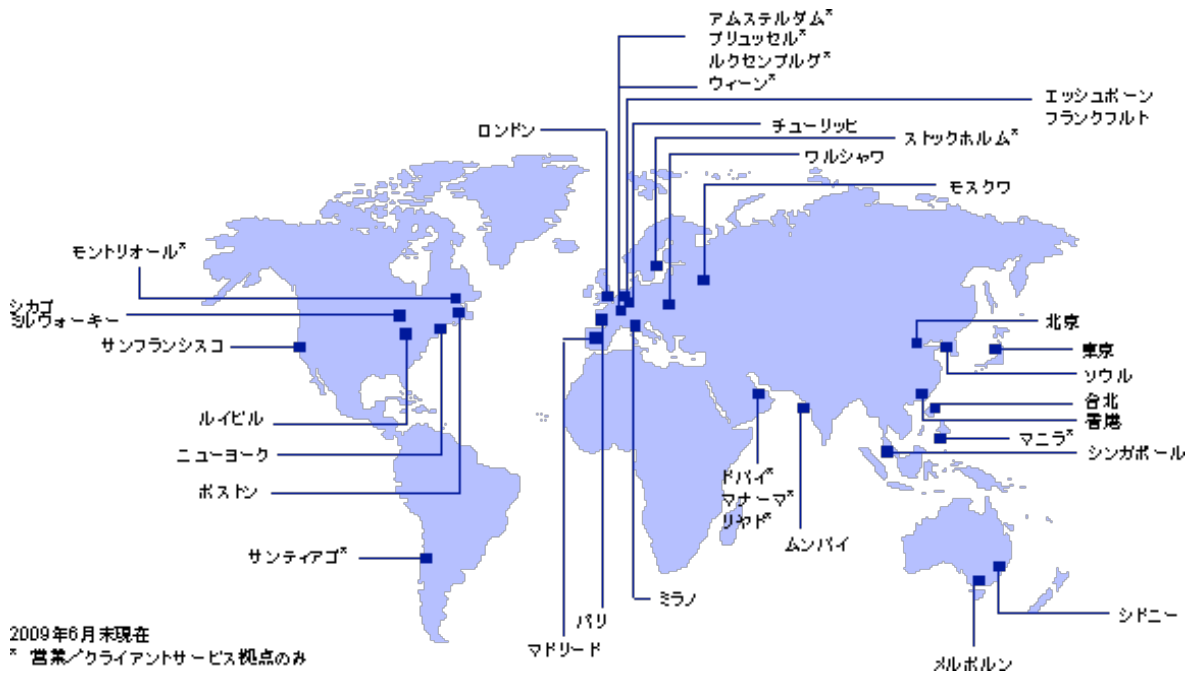 アムステルダム*
ブリュッセル*
ルクセンブルグ*
ウィーン*
エッシュボーン
フランクフルト
チューリッヒ
ロンドン
ストックホルム*
ワルシャワ
モスクワ
モントリオール*
シカゴ
ミルウォーキー
サンフランシスコ
北京
東京
ソウル
台北
香港
マニラ*
シンガポール
ルイビル
ニューヨーク
ボストン
ドバイ*
マナーマ*
リヤド*
ムンバイ
サンティアゴ*
ミラノ
パリ
マドリード
シドニー
メルボルン
2009年6月末現在
* 営業/クライアントサービス拠点のみ